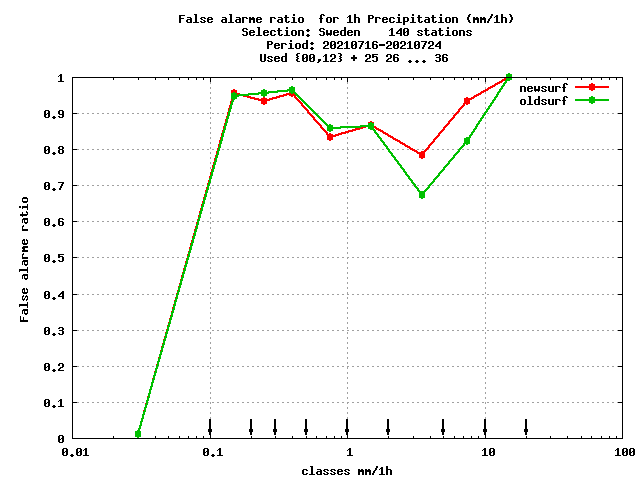 False alarme ratio  for 1h Precipitation (mm/1h)
Selection: Sweden    140 stations
Period: 20210716-20210724
Used {00,12} + 25 26 ... 36
newsurf
oldsurf
1
0.9
0.8
0.7
0.6
0.5
0.4
0.3
0.2
0.1
0
False alarme ratio
0.01 0.1 1 10 100
classes mm/1h